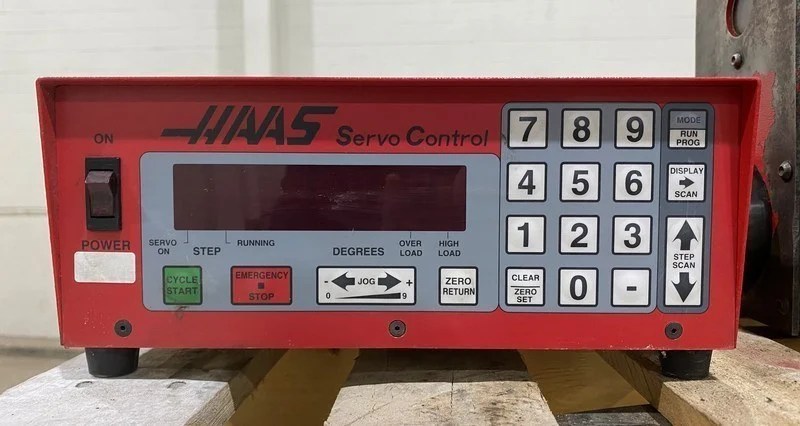 HAAS Servo Control
ON
POWER
SERVO ON
STEP
RUNNING
DEGREES
OVER LOAD
HIGH LOAD
CYCLE START
EMERGENCY STOP
- JOG +
0 9
ZERO RETURN
7 8 9
4 5 6
1 2 3
CLEAR
ZERO SET
0 -
MODE
RUN
PROG
DISPLAY
SCAN
STEP
SCAN